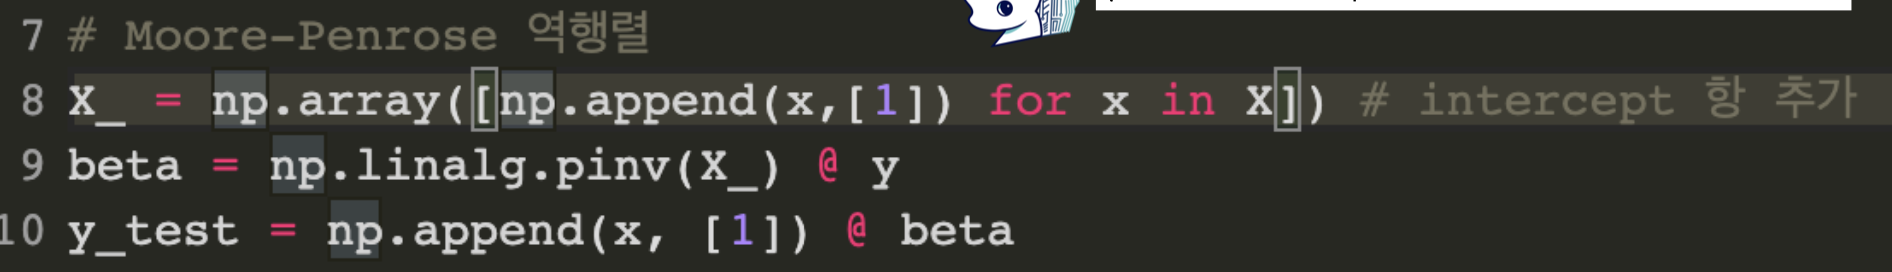 7 # Moore-Penrose 역행렬
8 X_ = np.array([np.append(x,[1]) for x in X]) # intercept 항 추가
9 beta = np.linalg.pinv(X_) @ y
10 y_test = np.append(x, [1]) @ beta